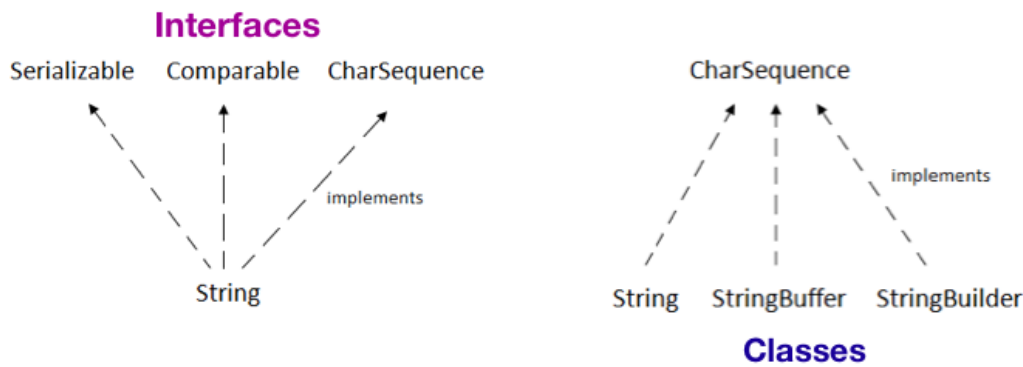 Interfaces
Serializable Comparable CharSequence
implements
String
CharSequence
implements
String StringBuffer StringBuilder
Classes